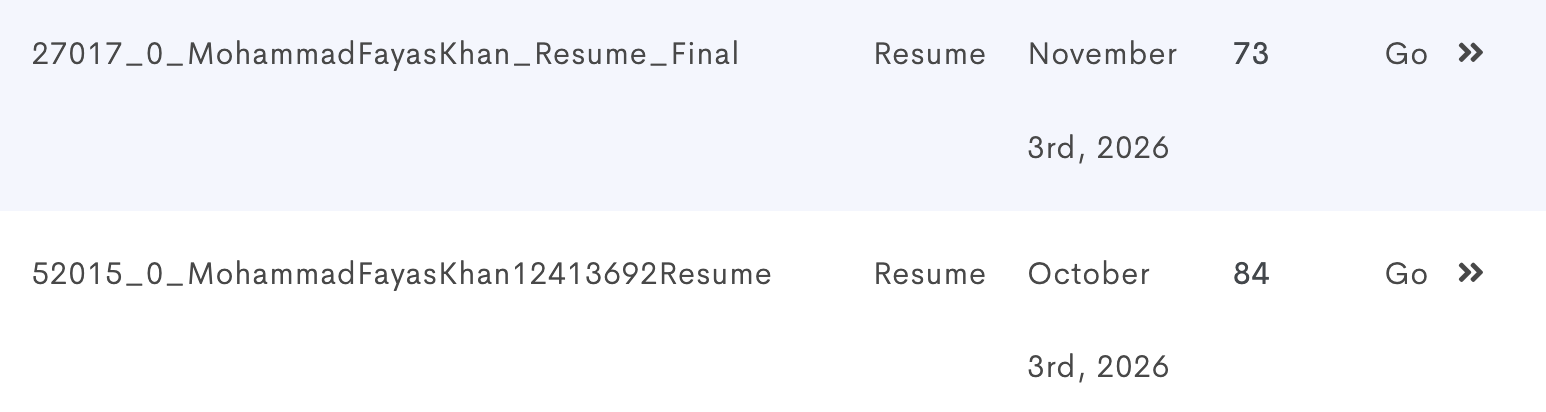 27017_0_MohammadFayasKhan_Resume_Final Resume November 73 Go »
3rd, 2026
52015_0_MohammadFayasKhan12413692Resume Resume October 84 Go »
3rd, 2026